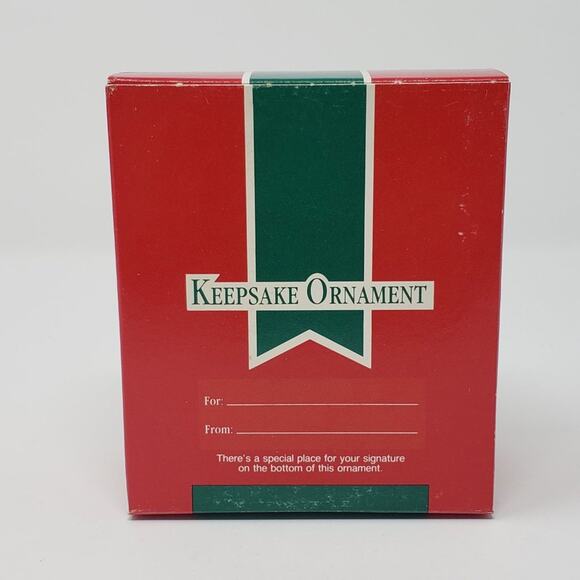 KEEPSAKE ORNAMENT
For:
From:
There's a special place for your signature
on the bottom of this ornament.